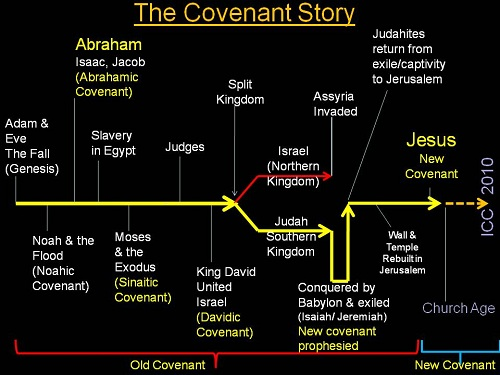 The Covenant Story
Judahites
return from
exile/captivity
to Jerusalem
Abraham
Isaac, Jacob
(Abrahamic
Covenant)
Split
Kingdom
Assyria
Invaded
Adam &
Eve
The Fall
(Genesis)
Slavery
in Egypt
Judges
Israel
(Northern
Kingdom)
Jesus
New
Covenant
ICC - 2010
Noah & the
Flood
(Noahic
Covenant)
Moses
& the
Exodus
(Sinaitic
Covenant)
King David
United
Israel
(Davidic
Covenant)
Judah
Southern
Kingdom
Conquered by
Babylon & exiled
(Isaiah/ Jeremiah)
New covenant
prophesied
Wall &
Temple
Rebuilt in
Jerusalem
Church Age
Old Covenant
New Covenant